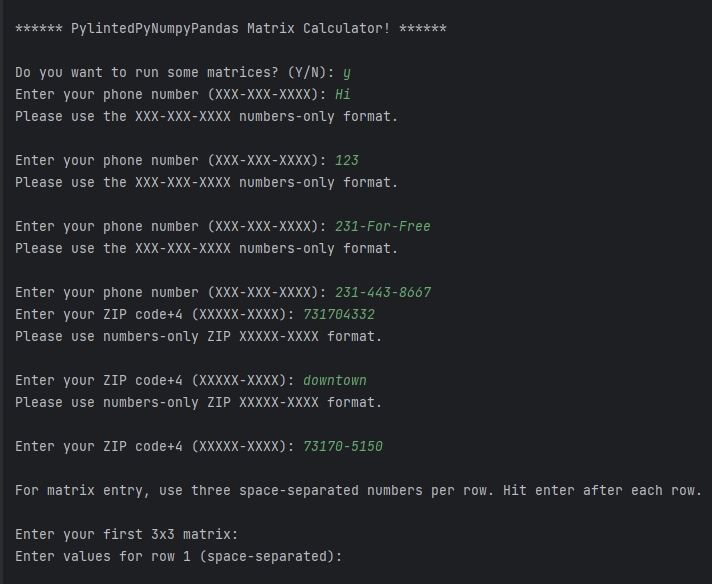 ****** PylintedPyNumpyPandas Matrix Calculator! ******
Do you want to run some matrices? (Y/N): y
Enter your phone number (XXX-XXX-XXXX): Hi
Please use the XXX-XXX-XXXX numbers-only format.
Enter your phone number (XXX-XXX-XXXX): 123
Please use the XXX-XXX-XXXX numbers-only format.
Enter your phone number (XXX-XXX-XXXX): 231-For-Free
Please use the XXX-XXX-XXXX numbers-only format.
Enter your phone number (XXX-XXX-XXXX): 231-443-8667
Enter your ZIP code+4 (XXXXX-XXXX): 731704332
Please use numbers-only ZIP XXXXX-XXXX format.
Enter your ZIP code+4 (XXXXX-XXXX): downtown
Please use numbers-only ZIP XXXXX-XXXX format.
Enter your ZIP code+4 (XXXXX-XXXX): 73170-5150
For matrix entry, use three space-separated numbers per row. Hit enter after each row.
Enter your first 3x3 matrix:
Enter values for row 1 (space-separated):